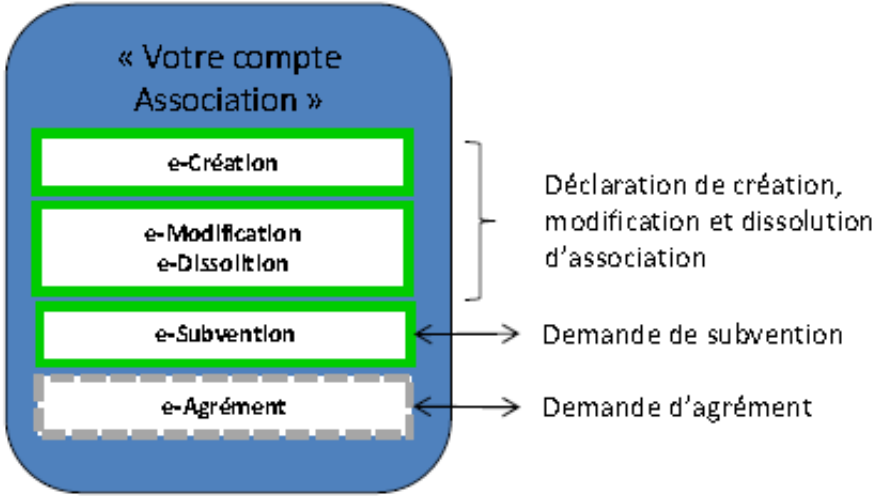 « Votre compte
Association »
e-Création
e-Modification
e-Dissolition
e-Subvention
e-Agrément
Déclaration de création,
modification et dissolution
d'association
Demande de subvention
Demande d'agrément